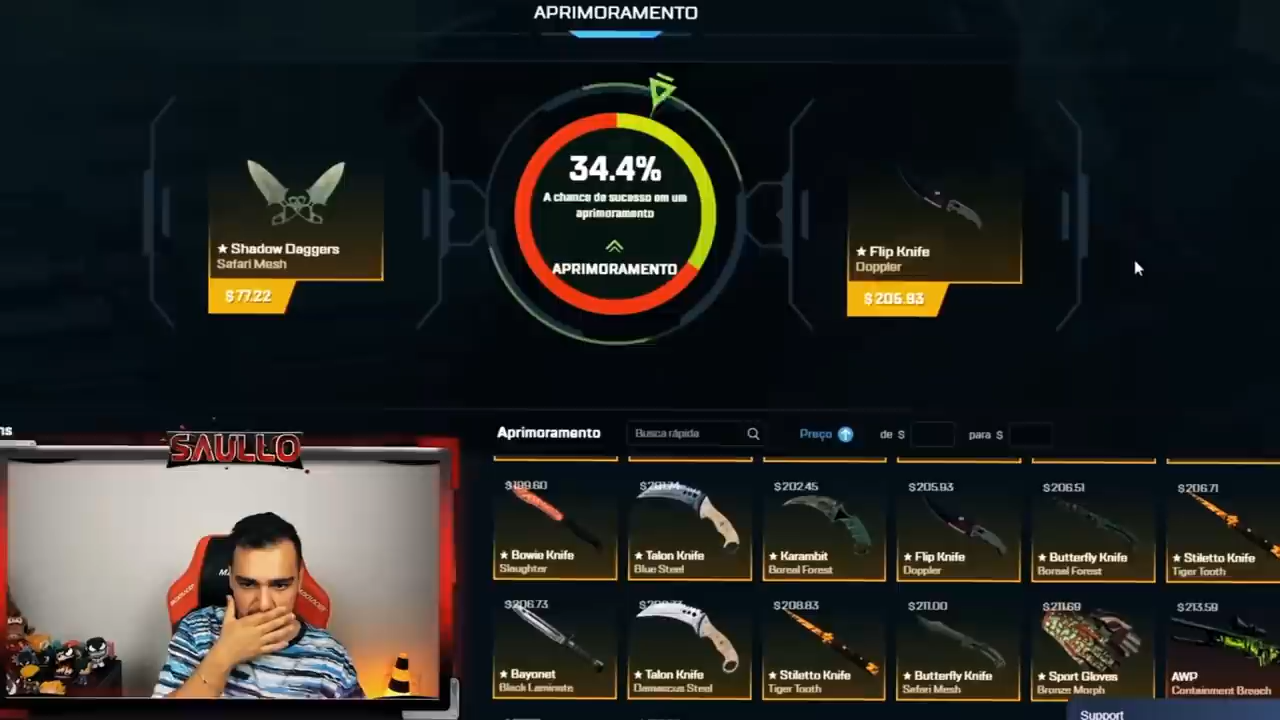 APRIMORAMENTO
34.4%
A chance de sucesso em um
aprimoramento
APRIMORAMENTO
★ Shadow Daggers
Safari Mesh
$ 77.22
★ Flip Knife
Doppler
$ 205.93
ns
SAULLO
Aprimoramento
Busca rápida
Preço
de $
para $
$199.60
★ Bowie Knife
Slaughter
★ Talon Knife
Blue Steel
$202.45
★ Karambit
Boreal Forest
$205.93
★ Flip Knife
Doppler
$206.51
★ Butterfly Knife
Boreal Forest
$206.71
★ Stiletto Knife
Tiger Tooth
$206.73
★ Bayonet
Black Laminate
★ Talon Knife
Damascus Steel
$208.83
★ Stiletto Knife
Tiger Tooth
$211.00
★ Butterfly Knife
Safari Mesh
$211.69
★ Sport Gloves
Bronze Morph
$213.59
AWP
Containment Breach
Support